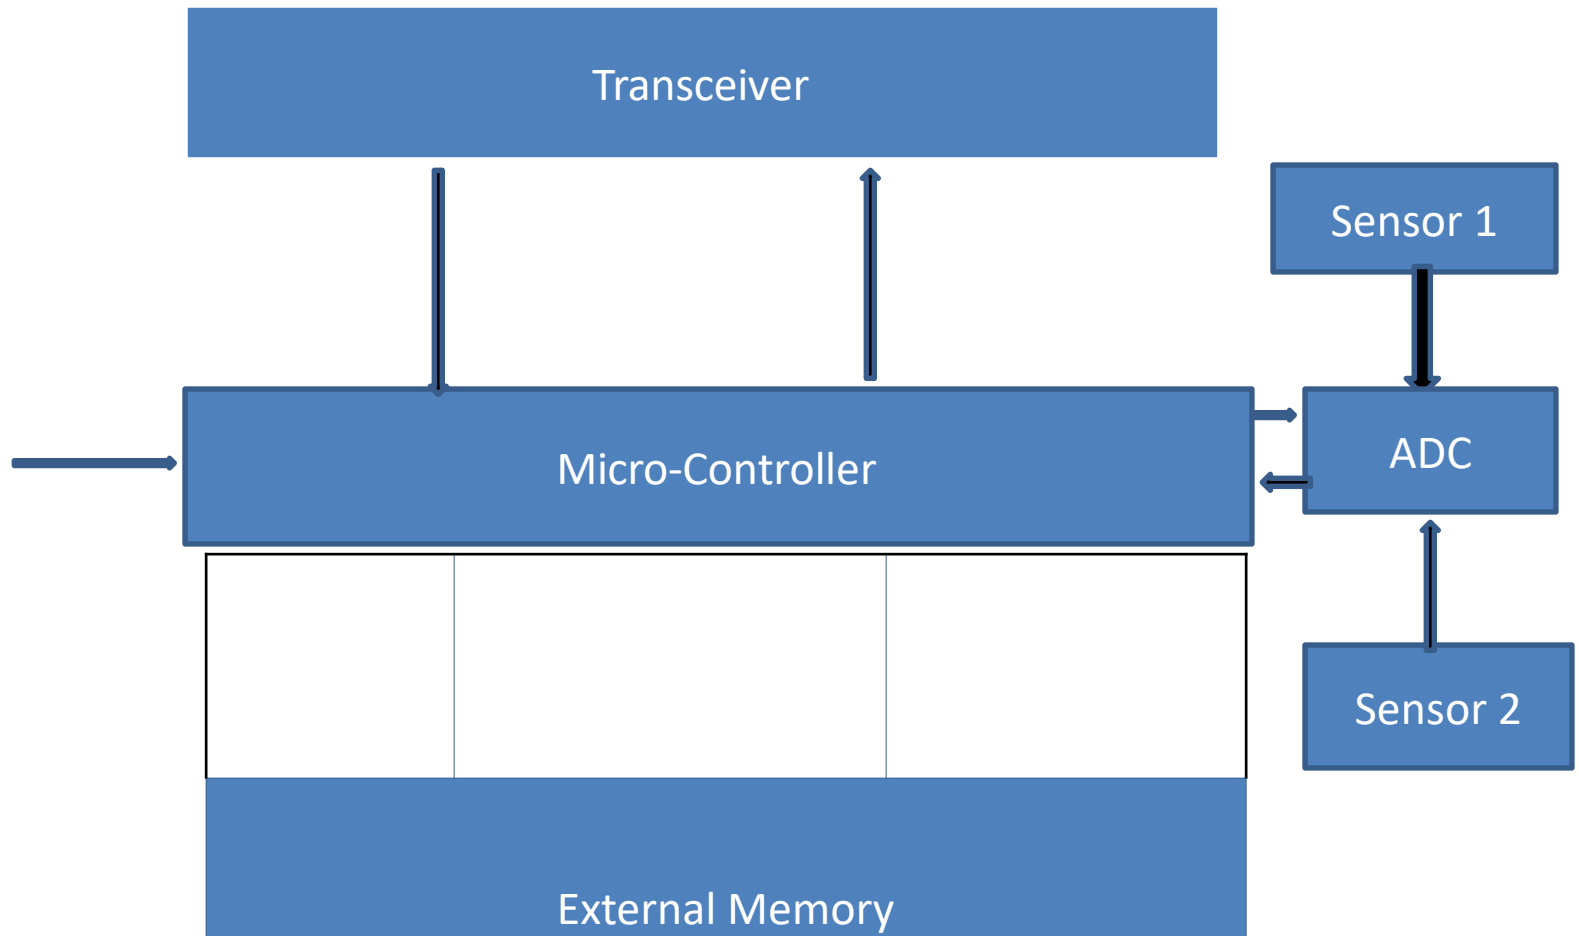 Transceiver
Sensor 1
Micro-Controller
ADC
Sensor 2
External Memory